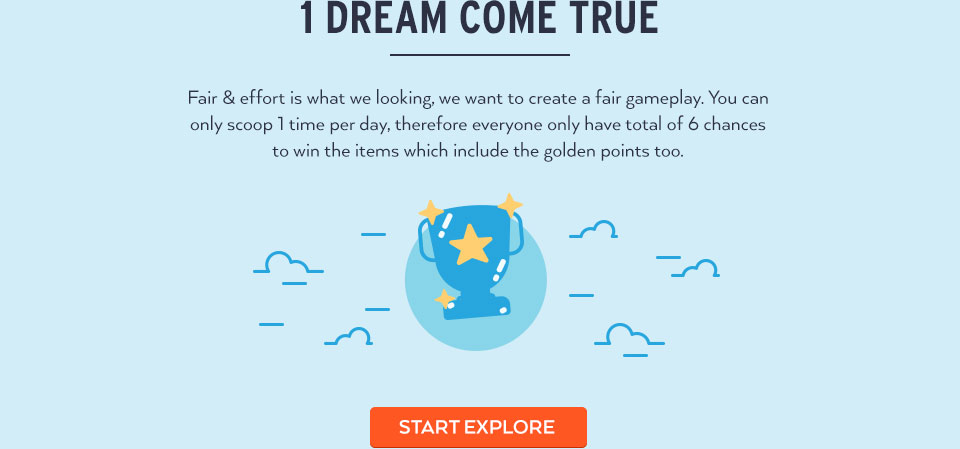 1 DREAM COME TRUE
Fair & effort is what we looking, we want to create a fair gameplay. You can
only scoop 1 time per day, therefore everyone only have total of 6 chances
to win the items which include the golden points too.
START EXPLORE